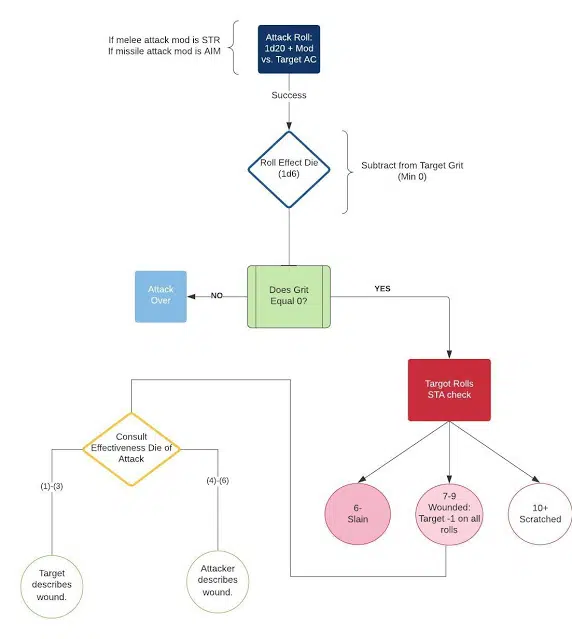 If melee attack mod is STR
If missile attack mod is AIM
Attack Roll:
1d20 + Mod
vs. Target AC
Success
Roll Effect Die
(1d6)
Subtract from Target Grit
(Min 0)
Does Grit
Equal 0?
NO
Attack
Over
YES
Targot Rolls
STA check
6-
Slain
7-9
Wounded:
Target -1 on all
rolls
10+
Scratched
Consult
Effectiveness Die of
Attack
(1)-(3)
(4)-(6)
Target
describes
wound.
Attacker
describes
wound.